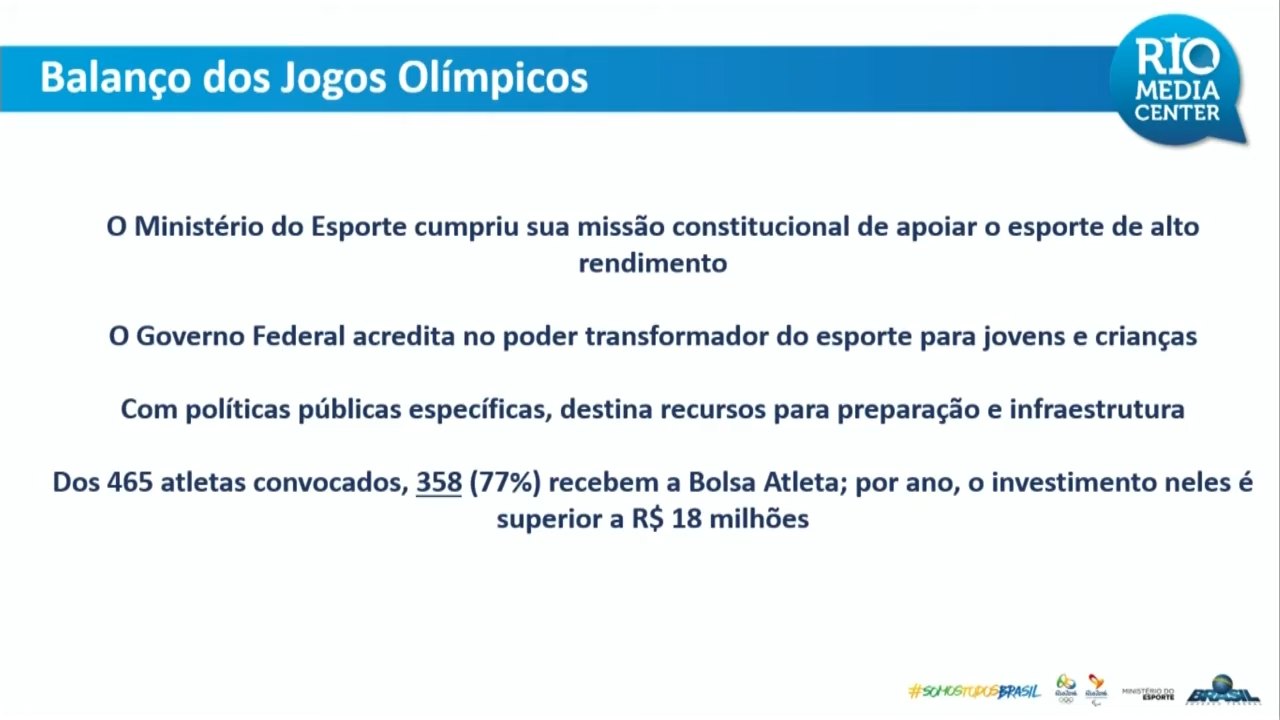 Balanço dos Jogos Olímpicos
RIO
MEDIA
CENTER
O Ministério do Esporte cumpriu sua missão constitucional de apoiar o esporte de alto
rendimento
O Governo Federal acredita no poder transformador do esporte para jovens e crianças
Com políticas públicas específicas, destina recursos para preparação e infraestrutura
Dos 465 atletas convocados, 358 (77%) recebem a Bolsa Atleta; por ano, o investimento neles é
superior a R$ 18 milhões
#SOMOSTODOSBRASIL
MINISTÉRIO DO
ESPORTE
BRASIL